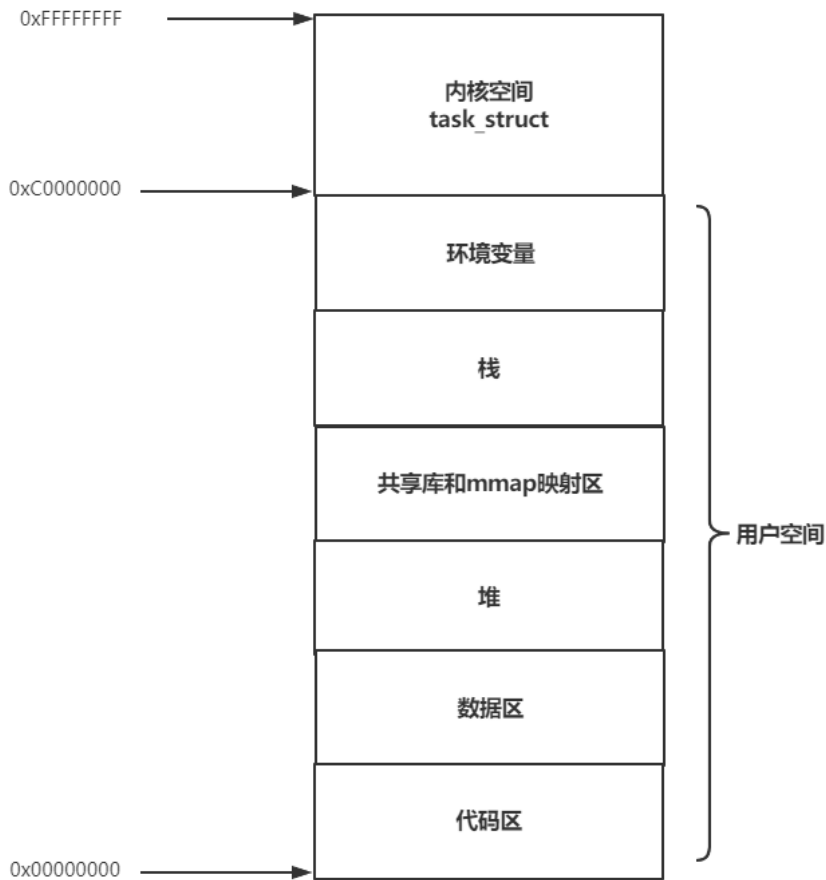 0xFFFFFFFF
内核空间
task_struct
0xC0000000
环境变量
栈
共享库和mmap映射区
用户空间
堆
数据区
代码区
0x00000000